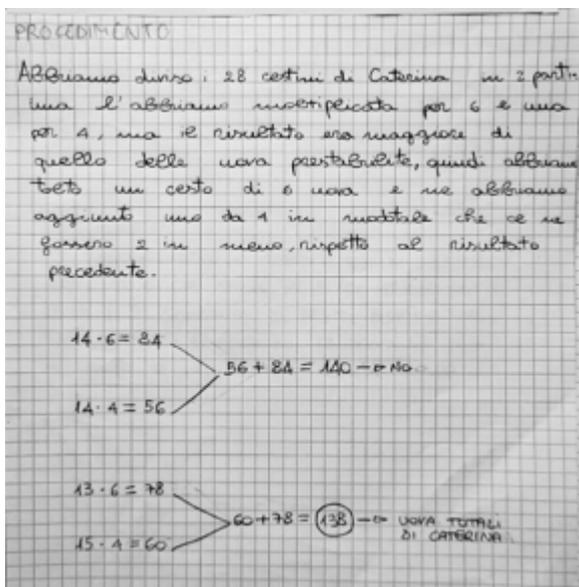 PROCEDIMENTO
Abbiamo diviso i 28 cestini di Caterina in 2 parti:
una l'abbiamo moltiplicata per 6 e una
per 4, ma il risultato era maggiore di
quello delle uova prestabilite, quindi abbiamo
tolto un cesto di 6 uova e ne abbiamo
aggiunto uno da 4 in modo tale che ce ne
fossero 2 in meno, rispetto al risultato
precedente.
14 · 6 = 84
56 + 84 = 140 → NO
14 · 4 = 56
13 · 6 = 78
60 + 78 = 138 → UOVA TOTALI
DI CATERINA
15 · 4 = 60